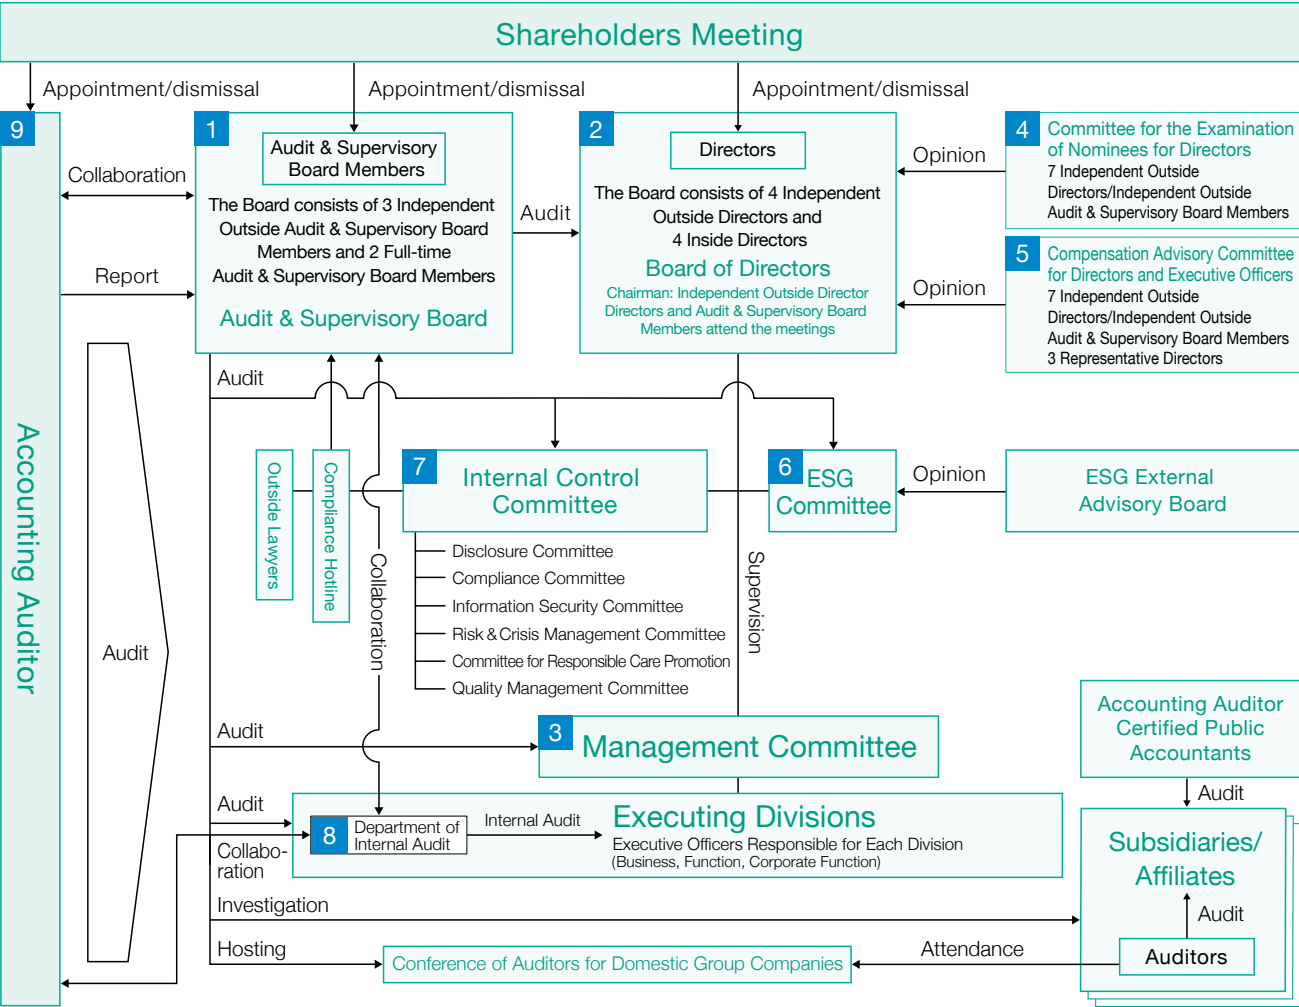 Shareholders Meeting
Appointment/dismissal
Appointment/dismissal
Appointment/dismissal
9
Accounting Auditor
Collaboration
Report
Audit
1
Audit & Supervisory
Board Members
The Board consists of 3 Independent
Outside Audit & Supervisory Board
Members and 2 Full-time
Audit & Supervisory Board Members
Audit & Supervisory Board
Audit
2
Directors
The Board consists of 4 Independent
Outside Directors and
4 Inside Directors
Board of Directors
Chairman: Independent Outside Director
Directors and Audit & Supervisory Board
Members attend the meetings
Opinion
4
Committee for the Examination
of Nominees for Directors
7 Independent Outside
Directors/Independent Outside
Audit & Supervisory Board Members
Opinion
5
Compensation Advisory Committee
for Directors and Executive Officers
7 Independent Outside
Directors/Independent Outside
Audit & Supervisory Board Members
3 Representative Directors
Audit
Outside Lawyers
Compliance Hotline
Collaboration
7
Internal Control
Committee
Disclosure Committee
Compliance Committee
Information Security Committee
Risk & Crisis Management Committee
Committee for Responsible Care Promotion
Quality Management Committee
6
ESG
Committee
Opinion
ESG External
Advisory Board
Supervision
Audit
3
Management Committee
Accounting Auditor
Certified Public
Accountants
Audit
Audit
8
Department of
Internal Audit
Internal Audit
Executing Divisions
Executive Officers Responsible for Each Division
(Business, Function, Corporate Function)
Collabo-
ration
Subsidiaries/
Affiliates
Audit
Auditors
Investigation
Hosting
Conference of Auditors for Domestic Group Companies
Attendance